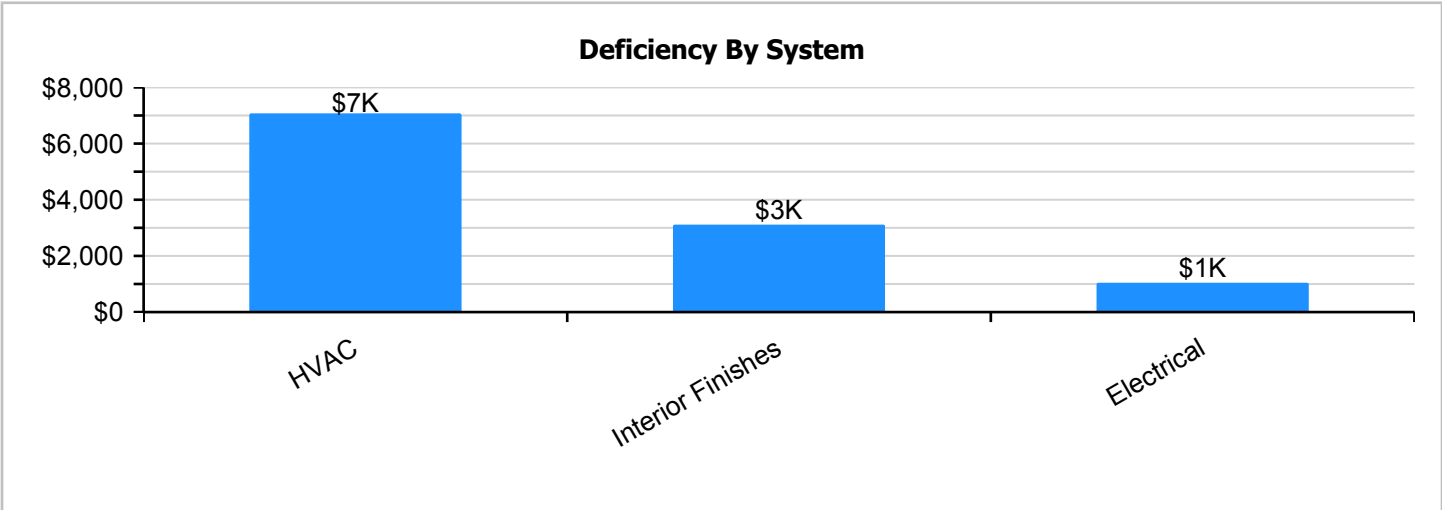 Deficiency By System
$8,000
$6,000
$4,000
$2,000
$0
$7K
$3K
$1K
HVAC
Interior Finishes
Electrical